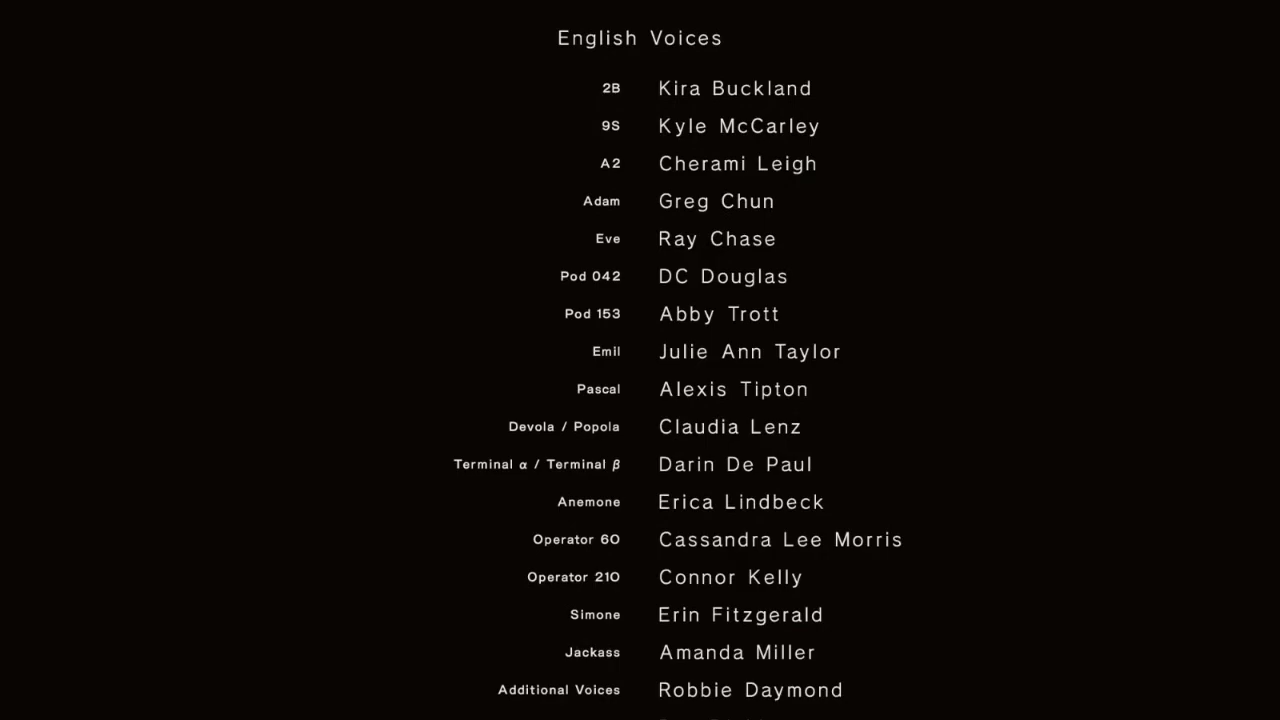 English Voices
2B Kira Buckland
9S Kyle McCarley
A2 Cherami Leigh
Adam Greg Chun
Eve Ray Chase
Pod 042 DC Douglas
Pod 153 Abby Trott
Emil Julie Ann Taylor
Pascal Alexis Tipton
Devola / Popola Claudia Lenz
Terminal α / Terminal β Darin De Paul
Anemone Erica Lindbeck
Operator 6O Cassandra Lee Morris
Operator 21O Connor Kelly
Simone Erin Fitzgerald
Jackass Amanda Miller
Additional Voices Robbie Daymond